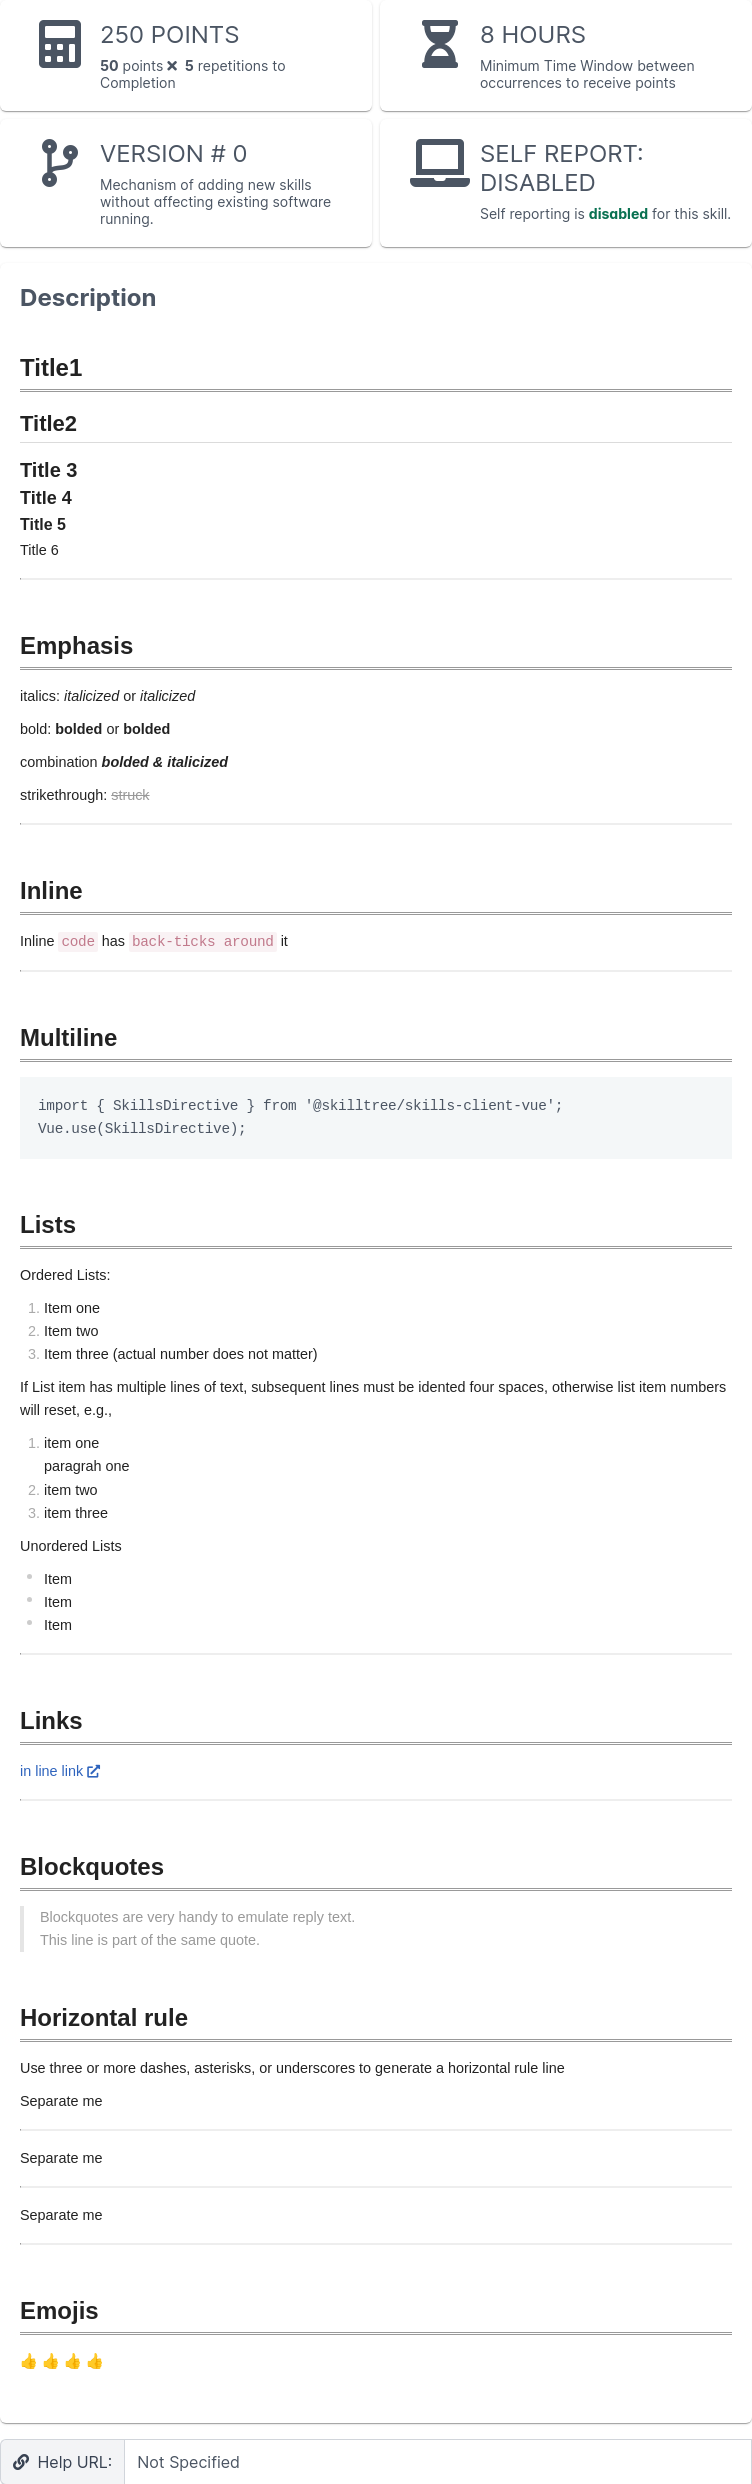 250 POINTS
50 points × 5 repetitions to
Completion
8 HOURS
Minimum Time Window between
occurrences to receive points
VERSION # 0
Mechanism of adding new skills
without affecting existing software
running.
SELF REPORT:
DISABLED
Self reporting is disabled for this skill.
Description
Title1
Title2
Title 3
Title 4
Title 5
Title 6
Emphasis
italics: italicized or italicized
bold: bolded or bolded
combination bolded & italicized
strikethrough: struck
Inline
Inline code has back-ticks around it
Multiline
import { SkillsDirective } from '@skilltree/skills-client-vue';
Vue.use(SkillsDirective);
Lists
Ordered Lists:
1. Item one
2. Item two
3. Item three (actual number does not matter)
If List item has multiple lines of text, subsequent lines must be idented four spaces, otherwise list item numbers
will reset, e.g.,
1. item one
paragrah one
2. item two
3. item three
Unordered Lists
• Item
• Item
• Item
Links
in line link
Blockquotes
Blockquotes are very handy to emulate reply text.
This line is part of the same quote.
Horizontal rule
Use three or more dashes, asterisks, or underscores to generate a horizontal rule line
Separate me
Separate me
Separate me
Emojis
👍 👍 👍 👍
Help URL: Not Specified